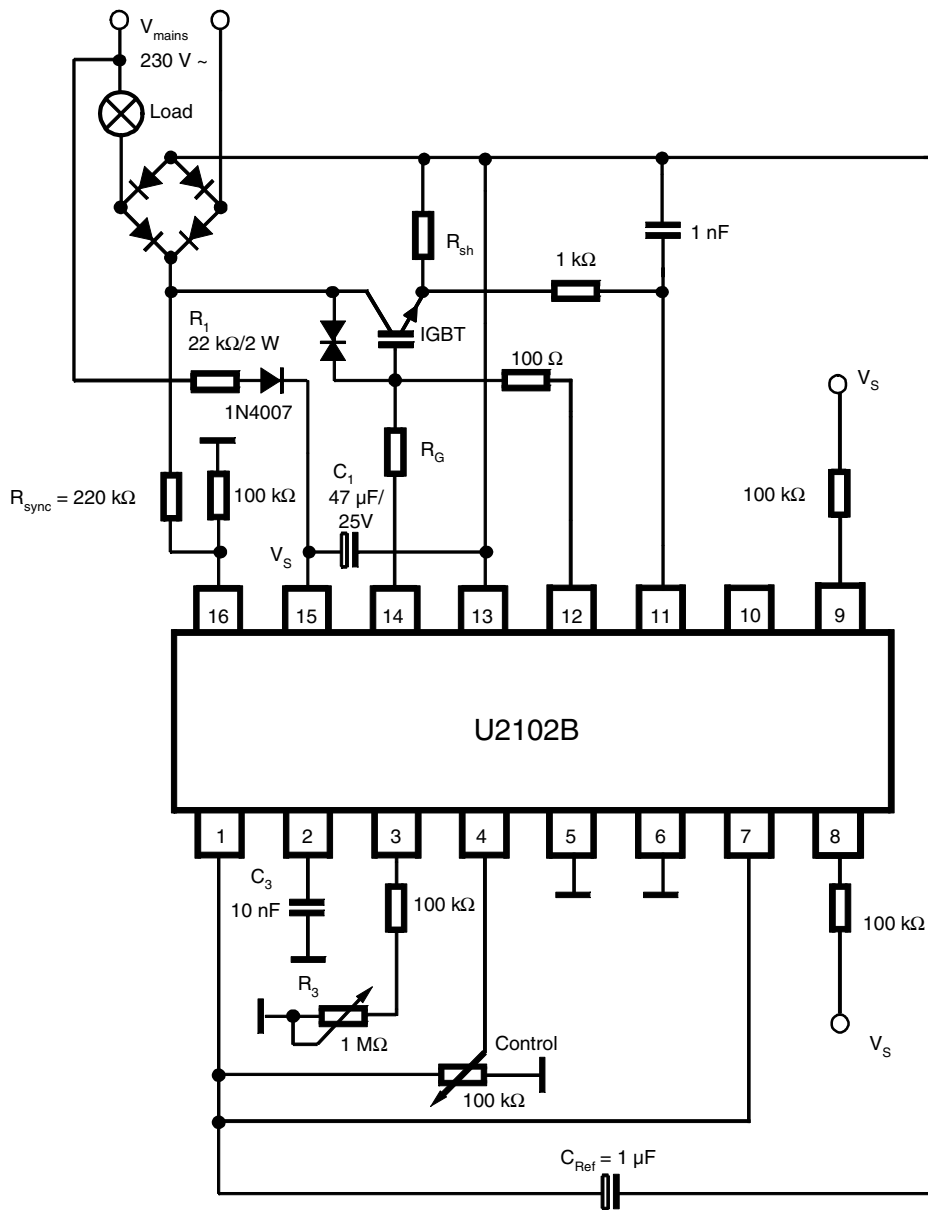 V_mains
230 V ~
Load
R_sh
1 nF
1 kΩ
R_1
22 kΩ/2 W
IGBT
100 Ω
1N4007
V_S
R_G
C_1
47 µF/
25V
R_sync = 220 kΩ
100 kΩ
100 kΩ
V_S
16
15
14
13
12
11
10
9
U2102B
1
2
3
4
5
6
7
8
C_3
10 nF
100 kΩ
100 kΩ
R_3
1 MΩ
Control
100 kΩ
V_S
C_Ref = 1 µF